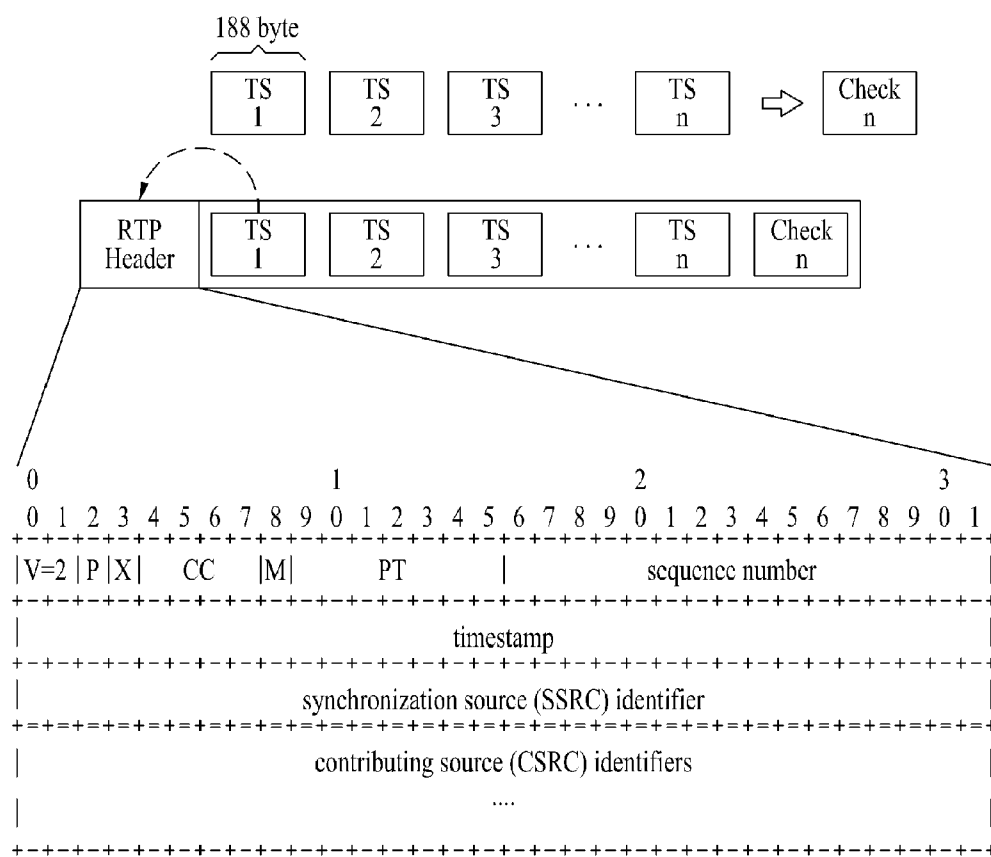 188 byte
TS 1 TS 2 TS 3 ... TS n Check n
RTP Header TS 1 TS 2 TS 3 ... TS n Check n
0 1 2 3
0 1 2 3 4 5 6 7 8 9 0 1 2 3 4 5 6 7 8 9 0 1 2 3 4 5 6 7 8 9 0 1
+-+-+-+-+-+-+-+-+-+-+-+-+-+-+-+-+-+-+-+-+-+-+-+-+-+-+-+-+-+-+-+-+
|V=2|P|X| CC |M| PT | sequence number |
+-+-+-+-+-+-+-+-+-+-+-+-+-+-+-+-+-+-+-+-+-+-+-+-+-+-+-+-+-+-+-+-+
| timestamp |
+-+-+-+-+-+-+-+-+-+-+-+-+-+-+-+-+-+-+-+-+-+-+-+-+-+-+-+-+-+-+-+-+
| synchronization source (SSRC) identifier |
+=+=+=+=+=+=+=+=+=+=+=+=+=+=+=+=+=+=+=+=+=+=+=+=+=+=+=+=+=+=+=+=+
| contributing source (CSRC) identifiers |
| .... |
+-+-+-+-+-+-+-+-+-+-+-+-+-+-+-+-+-+-+-+-+-+-+-+-+-+-+-+-+-+-+-+-+